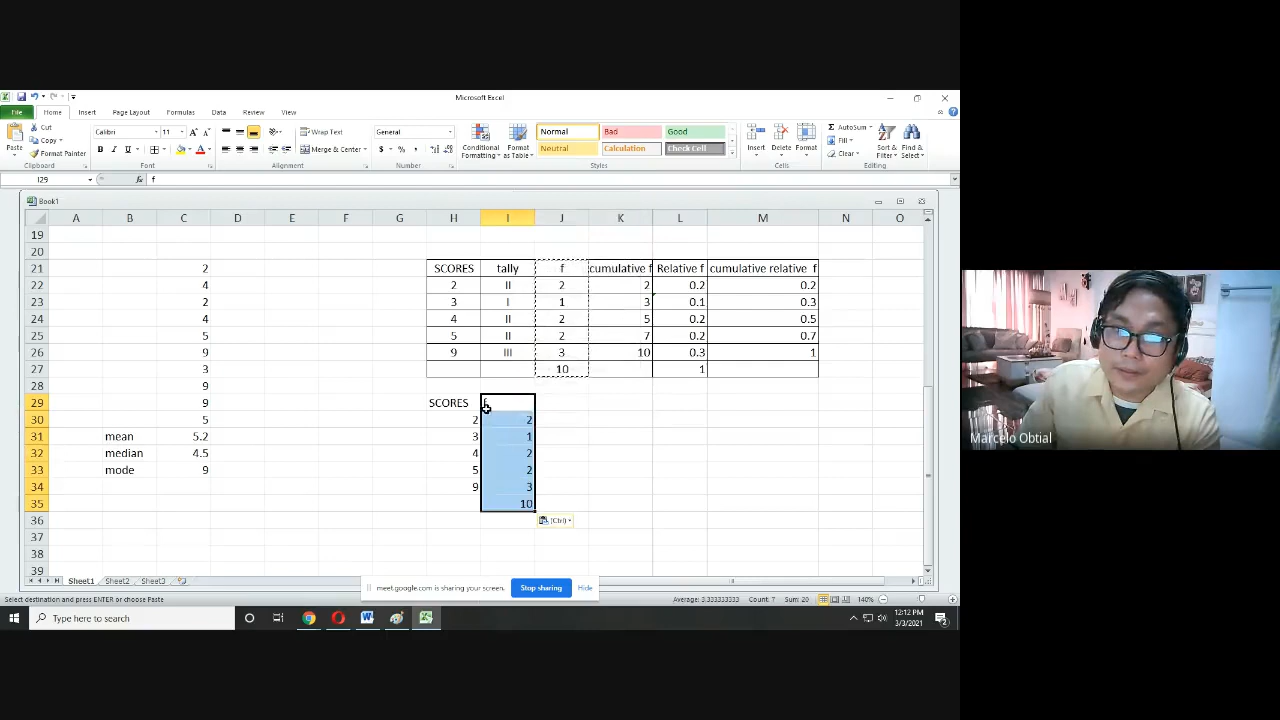 Microsoft Excel
File Home Insert Page Layout Formulas Data Review View
Cut
Copy
Format Painter
Paste
Clipboard
Calibri 11
B I U
Font
Wrap Text
Merge & Center
Alignment
General
$ % ,
Number
Conditional Formatting
Format as Table
Normal Bad Good
Neutral Calculation Check Cell
Styles
Insert Delete Format
Cells
AutoSum
Fill
Clear
Sort & Filter
Find & Select
Editing
I29 fx f
Book1
A B C D E F G H I J K L M N O
19
20
21 2 SCORES tally f cumulative f Relative f cumulative relative f
22 4 2 II 2 2 0.2 0.2
23 2 3 I 1 3 0.1 0.3
24 4 4 II 2 5 0.2 0.5
25 5 5 II 2 7 0.2 0.7
26 9 9 III 3 10 0.3 1
27 3 10 1
28 9
29 9 SCORES f
30 5 2 2
31 mean 5.2 3 1
32 median 4.5 4 2
33 mode 9 5 2
34 9 3
35 10
36 (Ctrl)
37
38
39
Sheet1 Sheet2 Sheet3
meet.google.com is sharing your screen. Stop sharing Hide
Select destination and press ENTER or choose Paste Average: 3.333333333 Count: 7 Sum: 20 140%
Type here to search
12:12 PM
3/3/2021
2
Marcelo Obtial